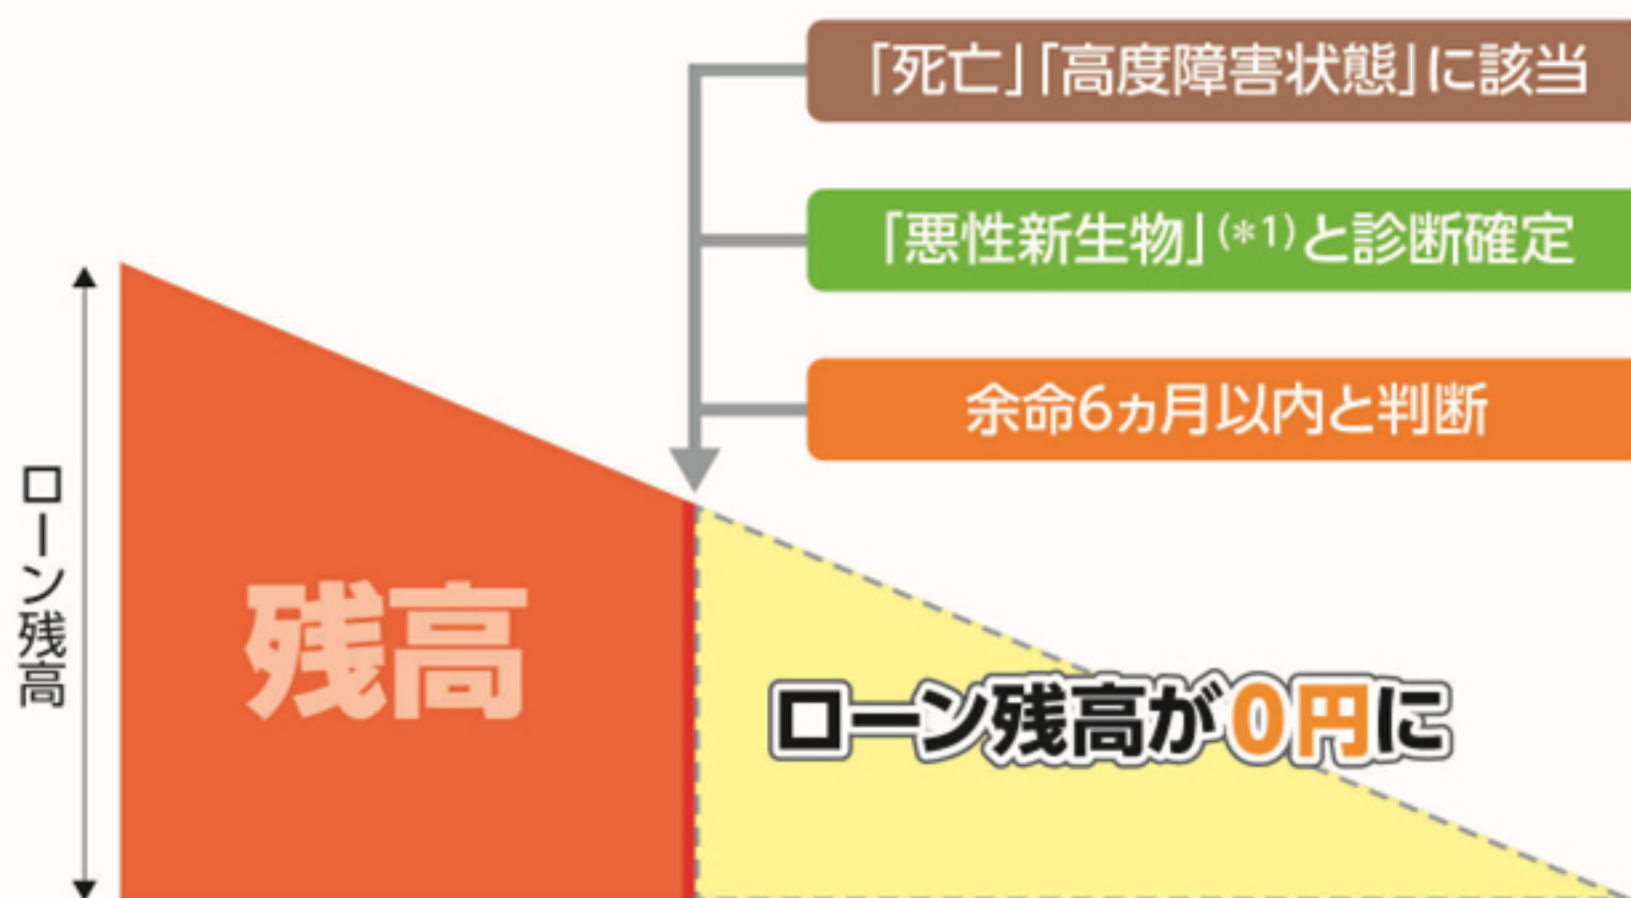 「死亡」「高度障害状態」に該当
「悪性新生物」(*1)と診断確定
余命6ヵ月以内と判断
ローン残高
残高
ローン残高が0円に